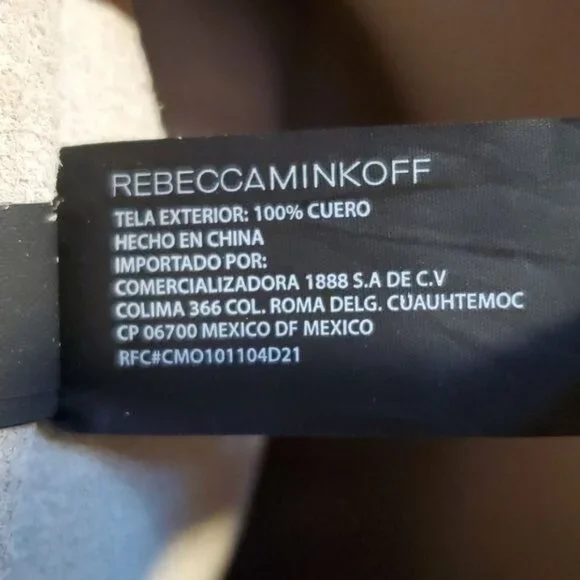 REBECCAMINKOFF
TELA EXTERIOR: 100% CUERO
HECHO EN CHINA
IMPORTADO POR:
COMERCIALIZADORA 1888 S.A DE C.V
COLIMA 366 COL. ROMA DELG. CUAUHTEMOC
CP 06700 MEXICO DF MEXICO
RFC#CMO101104D21